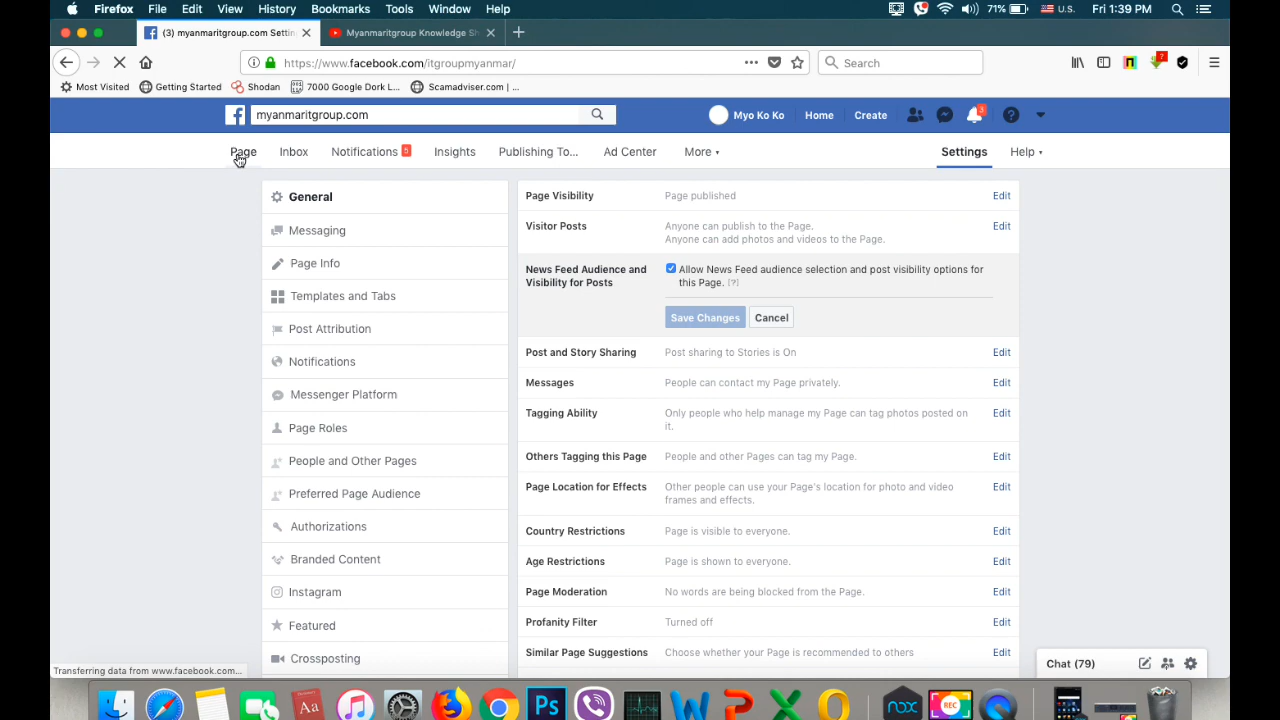 Firefox File Edit View History Bookmarks Tools Window Help 71% U.S. Fri 1:39 PM
(3) myanmaritgroup.com Settin
Myanmaritgroup Knowledge Sh
https://www.facebook.com/itgroupmyanmar/
Search
7
Most Visited Getting Started Shodan 7000 Google Dork L... Scamadviser.com | ...
myanmaritgroup.com
Myo Ko Ko Home Create 3
Page Inbox Notifications 5 Insights Publishing To... Ad Center More Settings Help
General
Messaging
Page Info
Templates and Tabs
Post Attribution
Notifications
Messenger Platform
Page Roles
People and Other Pages
Preferred Page Audience
Authorizations
Branded Content
Instagram
Featured
Crossposting
Page Visibility Page published Edit
Visitor Posts Anyone can publish to the Page. Edit
Anyone can add photos and videos to the Page.
News Feed Audience and Allow News Feed audience selection and post visibility options for
Visibility for Posts this Page. [?]
Save Changes Cancel
Post and Story Sharing Post sharing to Stories is On Edit
Messages People can contact my Page privately. Edit
Tagging Ability Only people who help manage my Page can tag photos posted on Edit
it.
Others Tagging this Page People and other Pages can tag my Page. Edit
Page Location for Effects Other people can use your Page's location for photo and video Edit
frames and effects.
Country Restrictions Page is visible to everyone. Edit
Age Restrictions Page is shown to everyone. Edit
Page Moderation No words are being blocked from the Page. Edit
Profanity Filter Turned off Edit
Similar Page Suggestions Choose whether your Page is recommended to others Edit
Chat (79)
Transferring data from www.facebook.com...
Aa Ps nox REC